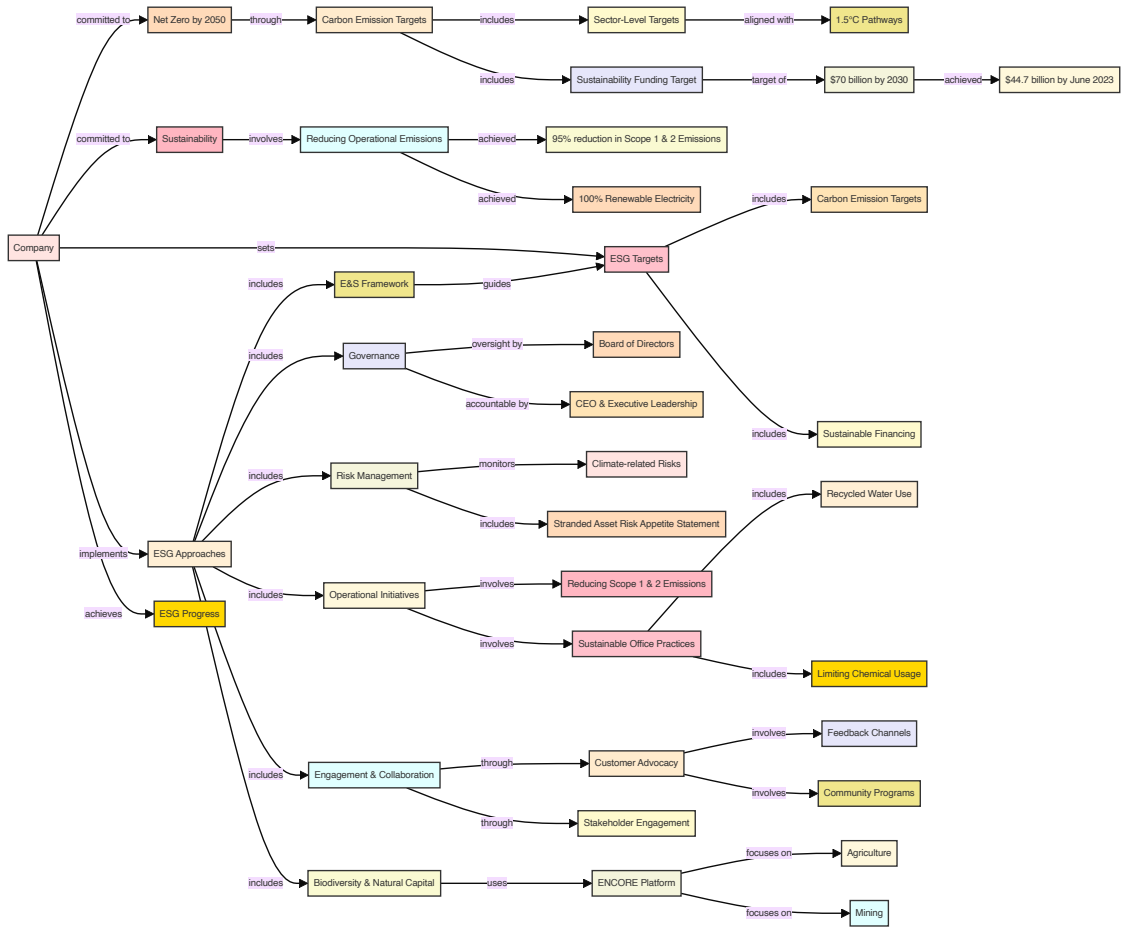 committed to
Net Zero by 2050
through
Carbon Emission Targets
includes
Sector-Level Targets
aligned with
1.5°C Pathways
includes
Sustainability Funding Target
target of
$70 billion by 2030
achieved
$44.7 billion by June 2023
committed to
Sustainability
involves
Reducing Operational Emissions
achieved
95% reduction in Scope 1 & 2 Emissions
achieved
100% Renewable Electricity
includes
Carbon Emission Targets
Company
sets
ESG Targets
includes
E&S Framework
guides
includes
Governance
oversight by
Board of Directors
accountable by
CEO & Executive Leadership
includes
Sustainable Financing
includes
Risk Management
monitors
Climate-related Risks
includes
Stranded Asset Risk Appetite Statement
includes
Recycled Water Use
implements
ESG Approaches
includes
Operational Initiatives
involves
Reducing Scope 1 & 2 Emissions
achieves
ESG Progress
involves
Sustainable Office Practices
includes
Limiting Chemical Usage
includes
Engagement & Collaboration
through
Customer Advocacy
involves
Feedback Channels
involves
Community Programs
through
Stakeholder Engagement
includes
Biodiversity & Natural Capital
uses
ENCORE Platform
focuses on
Agriculture
focuses on
Mining